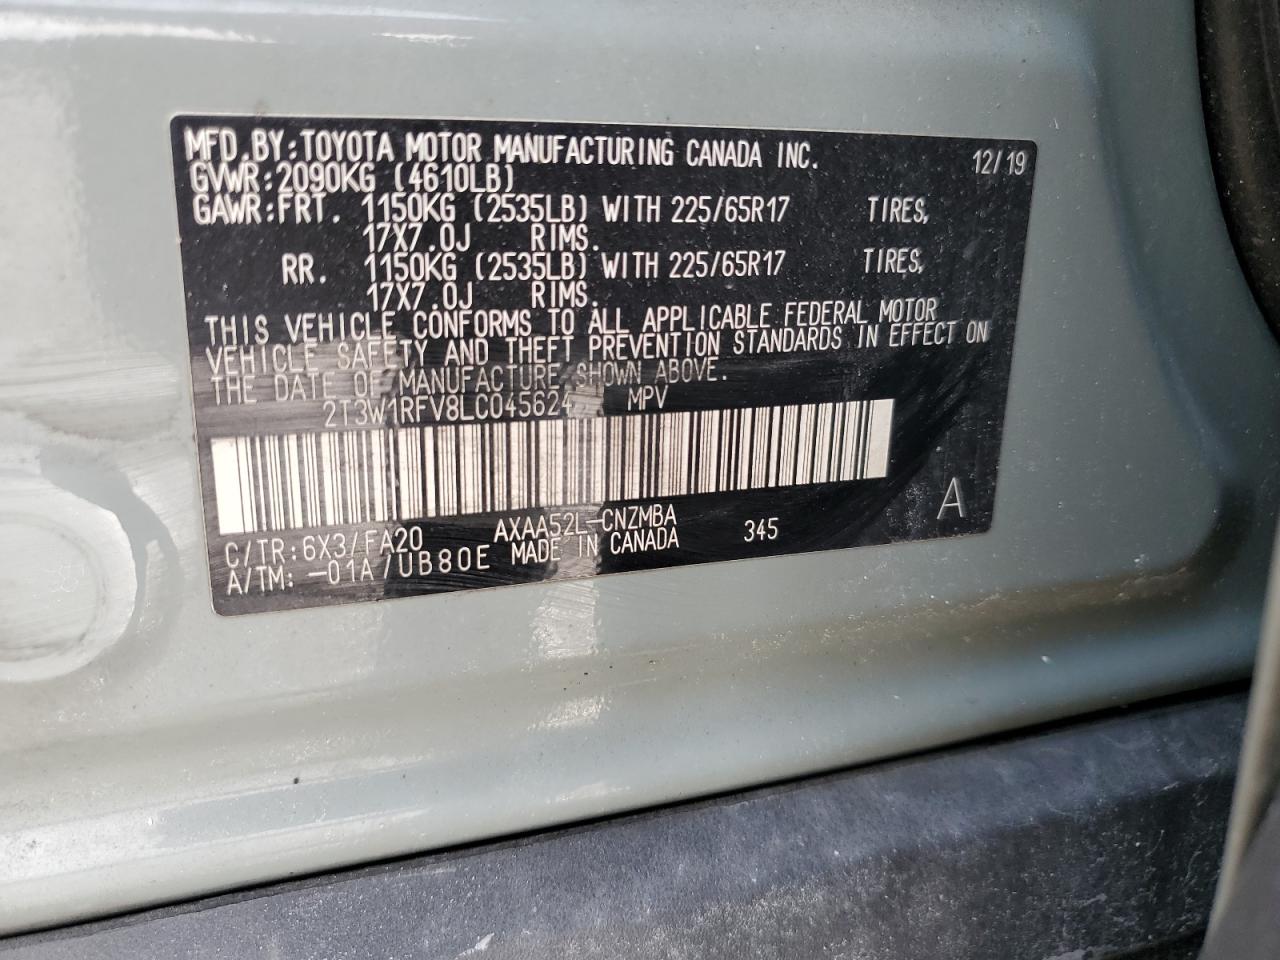 MFD.BY:TOYOTA MOTOR MANUFACTURING CANADA INC. 12/19
GVWR:2090KG (4610LB)
GAWR:FRT. 1150KG (2535LB) WITH 225/65R17 TIRES,
17X7.0J RIMS.
RR. 1150KG (2535LB) WITH 225/65R17 TIRES,
17X7.0J RIMS.
THIS VEHICLE CONFORMS TO ALL APPLICABLE FEDERAL MOTOR
VEHICLE SAFETY AND THEFT PREVENTION STANDARDS IN EFFECT ON
THE DATE OF MANUFACTURE SHOWN ABOVE.
2T3W1RFV8LC045624 MPV
C/TR:6X3/FA20 AXAA52L-CNZMBA 345 A
A/TM:-01A/UB80E MADE IN CANADA